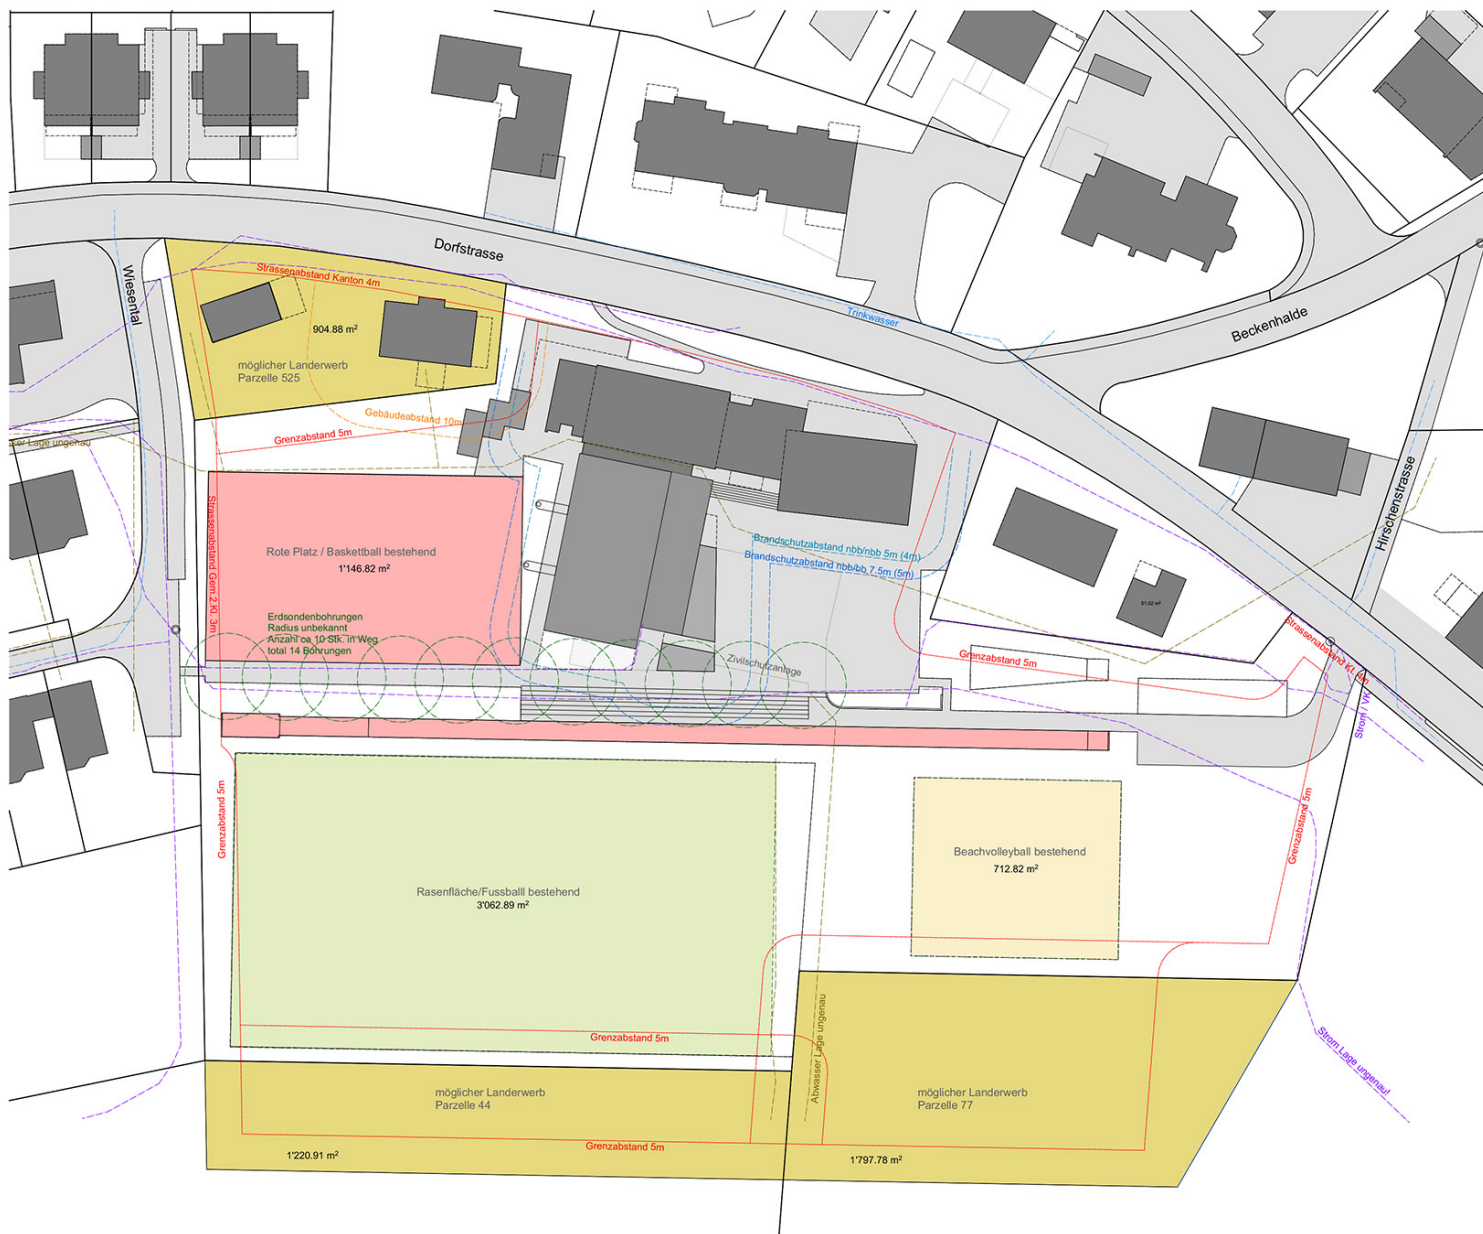 Dorfstrasse
Wiesental
Strassenabstand Kanton 4m
904.88 m²
möglicher Landerwerb
Parzelle 525
Trinkwasser
Beckenhalde
Hirschenstrasse
Gebäudeabstand 10m
Grenzabstand 5m
er Lage ungenau
Strassenabstand Gem.2.Kl. 3m
Rote Platz / Baskettball bestehend
1'146.82 m²
Brandschutzabstand nbb/nbb 5m (4m)
Brandschutzabstand nbb/bb 7.5m (5m)
51.02 m²
Erdsondenbohrungen
Radius unbekannt
Anzahl ca 10 Stk. in Weg
total 14 Bohrungen
Zivilschutzanlage
Grenzabstand 5m
Strassenabstand Kt. 4m
Strom / VK
Grenzabstand 5m
Grenzabstand 5m
Rasenfläche/Fussballl bestehend
3'062.89 m²
Beachvolleyball bestehend
712.82 m²
Grenzabstand 5m
Abwasser Lage ungenau
Strom Lage ungenau!
möglicher Landerwerb
Parzelle 44
möglicher Landerwerb
Parzelle 77
Grenzabstand 5m
1'220.91 m²
1'797.78 m²